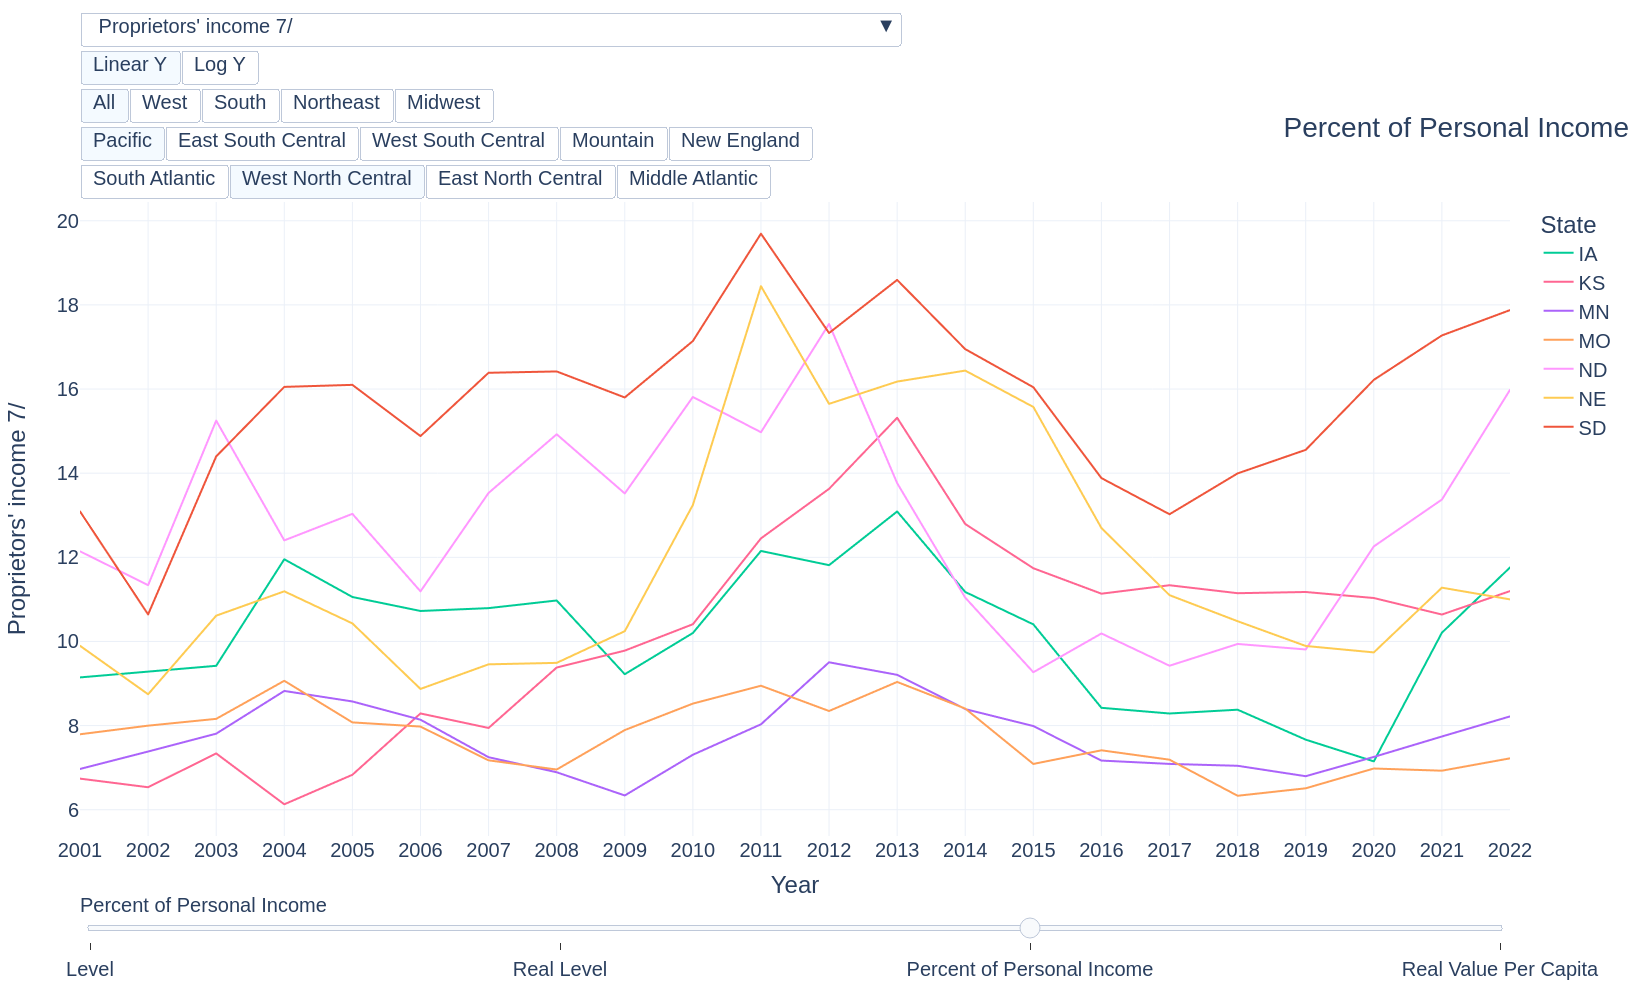 Proprietors' income 7/ ▼
Linear Y Log Y
All West South Northeast Midwest
Pacific East South Central West South Central Mountain New England
South Atlantic West North Central East North Central Middle Atlantic
Percent of Personal Income
20
18
16
14
12
10
8
6
Proprietors' income 7/
2001 2002 2003 2004 2005 2006 2007 2008 2009 2010 2011 2012 2013 2014 2015 2016 2017 2018 2019 2020 2021 2022
Year
State
IA
KS
MN
MO
ND
NE
SD
Percent of Personal Income
Level Real Level Percent of Personal Income Real Value Per Capita